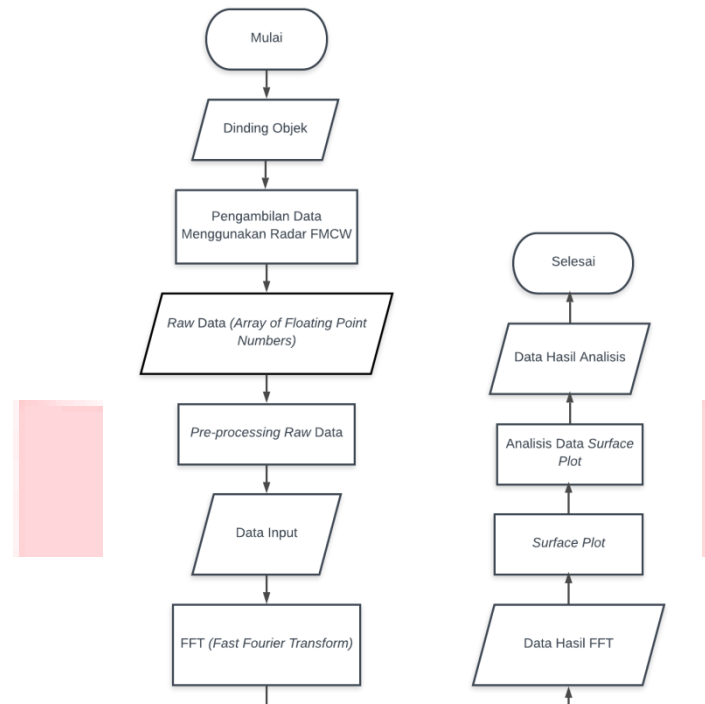 Mulai
Dinding Objek
Pengambilan Data
Menggunakan Radar FMCW
Raw Data (Array of Floating Point
Numbers)
Pre-processing Raw Data
Data Input
FFT (Fast Fourier Transform)
Data Hasil FFT
Surface Plot
Analisis Data Surface
Plot
Data Hasil Analisis
Selesai